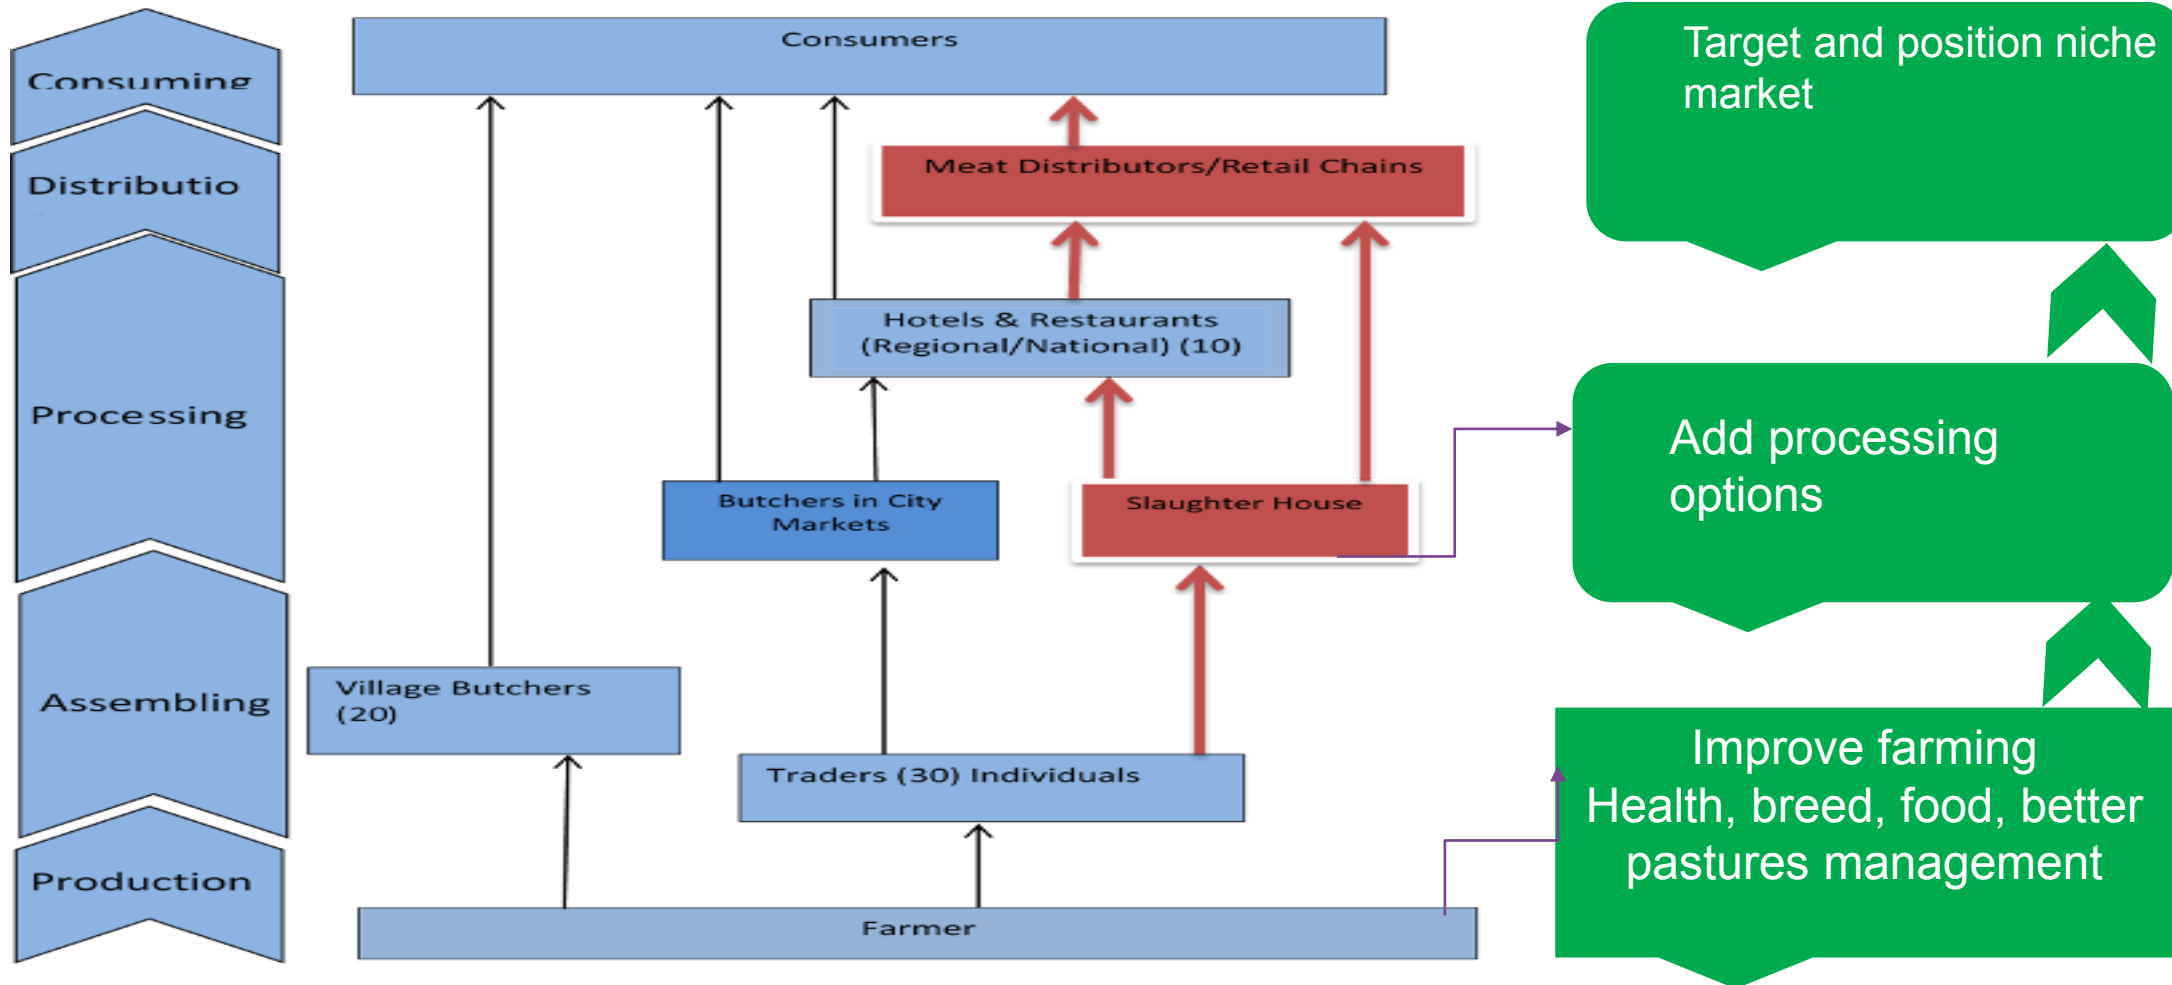 Consuming
Distributio
Processing
Assembling
Production
Consumers
Meat Distributors/Retail Chains
Hotels & Restaurants
(Regional/National) (10)
Butchers in City
Markets
Slaughter House
Village Butchers
(20)
Traders (30) Individuals
Farmer
Target and position niche
market
Add processing
options
Improve farming
Health, breed, food, better
pastures management